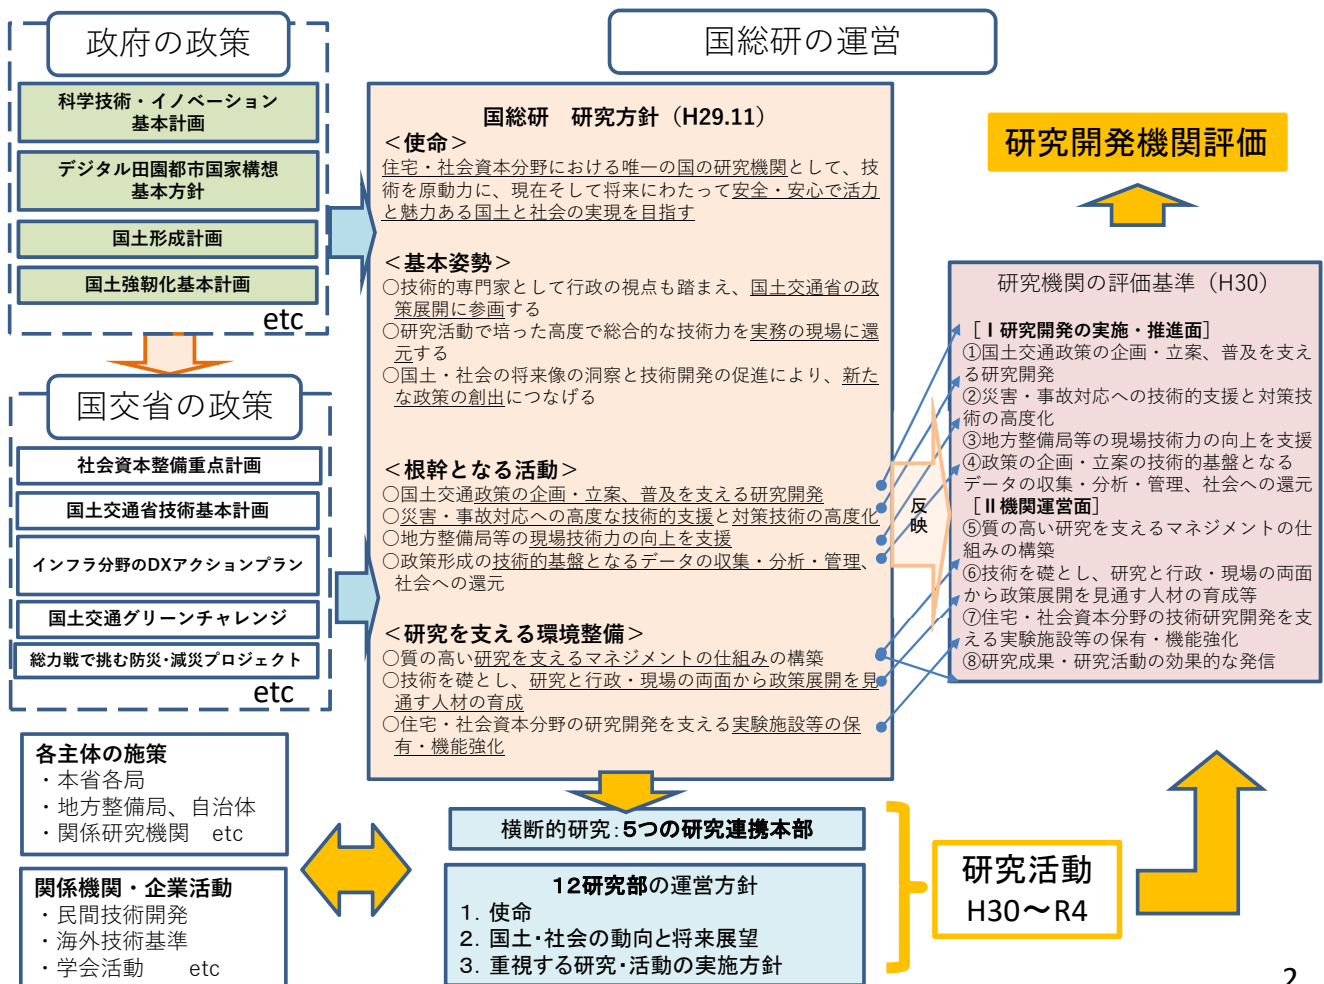 政府の政策
科学技術・イノベーション
基本計画
デジタル田園都市国家構想
基本方針
国土形成計画
国土強靭化基本計画
etc
国交省の政策
社会資本整備重点計画
国土交通省技術基本計画
インフラ分野のDXアクションプラン
国土交通グリーンチャレンジ
総力戦で挑む防災・減災プロジェクト
etc
各主体の施策
・本省各局
・地方整備局、自治体
・関係研究機関 etc
関係機関・企業活動
・民間技術開発
・海外技術基準
・学会活動 etc
国総研の運営
国総研 研究方針（H29.11）
＜使命＞
住宅・社会資本分野における唯一の国の研究機関として、技
術を原動力に、現在そして将来にわたって安全・安心で活力
と魅力ある国土と社会の実現を目指す
＜基本姿勢＞
○技術的専門家として行政の視点も踏まえ、国土交通省の政
策展開に参画する
○研究活動で培った高度で総合的な技術力を実務の現場に還
元する
○国土・社会の将来像の洞察と技術開発の促進により、新た
な政策の創出につなげる
＜根幹となる活動＞
○国土交通政策の企画・立案、普及を支える研究開発
○災害・事故対応への高度な技術的支援と対策技術の高度化
○地方整備局等の現場技術力の向上を支援
○政策形成の技術的基盤となるデータの収集・分析・管理、
社会への還元
＜研究を支える環境整備＞
○質の高い研究を支えるマネジメントの仕組みの構築
○技術を礎とし、研究と行政・現場の両面から政策展開を見
通す人材の育成
○住宅・社会資本分野の研究開発を支える実験施設等の保
有・機能強化
横断的研究：5つの研究連携本部
12研究部の運営方針
1. 使命
2. 国土・社会の動向と将来展望
3. 重視する研究・活動の実施方針
反
映
研究開発機関評価
研究機関の評価基準（H30）
［Ⅰ研究開発の実施・推進面］
①国土交通政策の企画・立案、普及を支え
る研究開発
②災害・事故対応への技術的支援と対策技
術の高度化
③地方整備局等の現場技術力の向上を支援
④政策の企画・立案の技術的基盤となる
データの収集・分析・管理、社会への還元
［Ⅱ機関運営面］
⑤質の高い研究を支えるマネジメントの仕
組みの構築
⑥技術を礎とし、研究と行政・現場の両面
から政策展開を見通す人材の育成等
⑦住宅・社会資本分野の技術研究開発を支
える実験施設等の保有・機能強化
⑧研究成果・研究活動の効果的な発信
研究活動
H30～R4
2